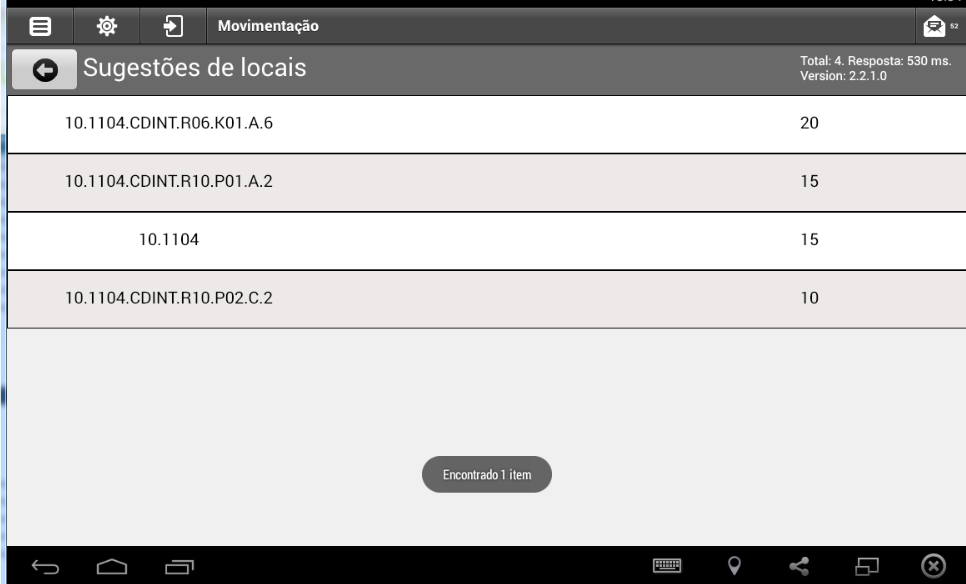 Movimentação
52
Sugestões de locais
Total: 4. Resposta: 530 ms.
Version: 2.2.1.0
10.1104.CDINT.R06.K01.A.6 20
10.1104.CDINT.R10.P01.A.2 15
10.1104 15
10.1104.CDINT.R10.P02.C.2 10
Encontrado 1 item